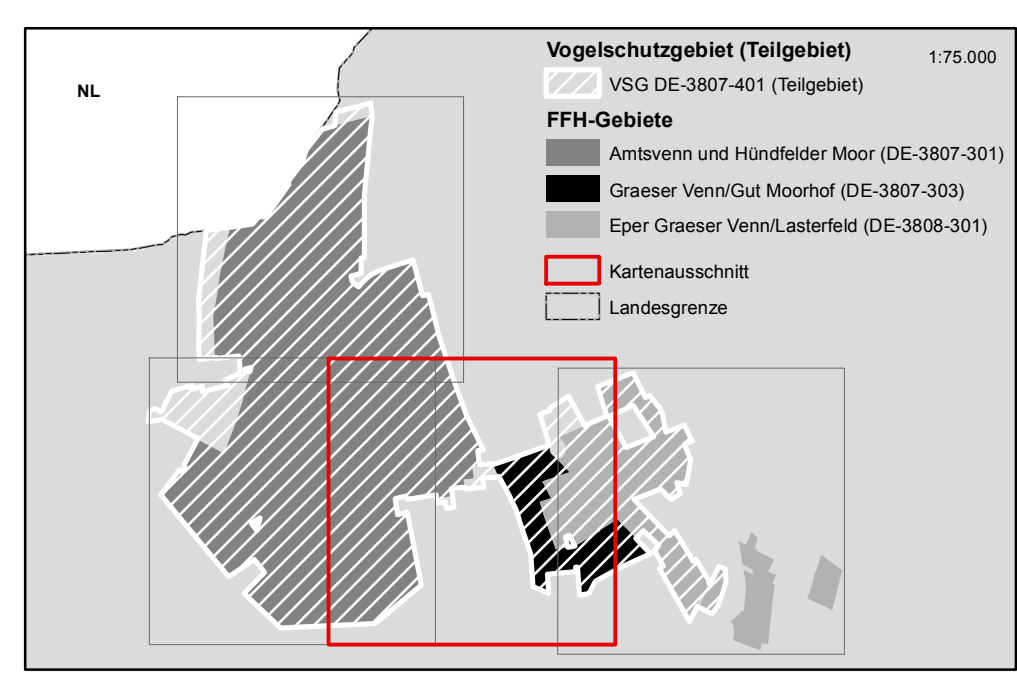 NL
Vogelschutzgebiet (Teilgebiet)
1:75.000
VSG DE-3807-401 (Teilgebiet)
FFH-Gebiete
Amtsvenn und Hündfelder Moor (DE-3807-301)
Graeser Venn/Gut Moorhof (DE-3807-303)
Eper Graeser Venn/Lasterfeld (DE-3808-301)
Kartenausschnitt
Landesgrenze